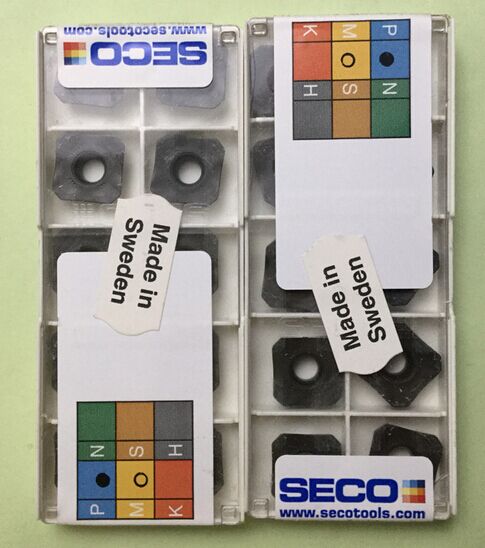 SECO
www.secotools.com
Made in
Sweden
N S H
P M K
P M K
N S H
Made in
Sweden
SECO
www.secotools.com